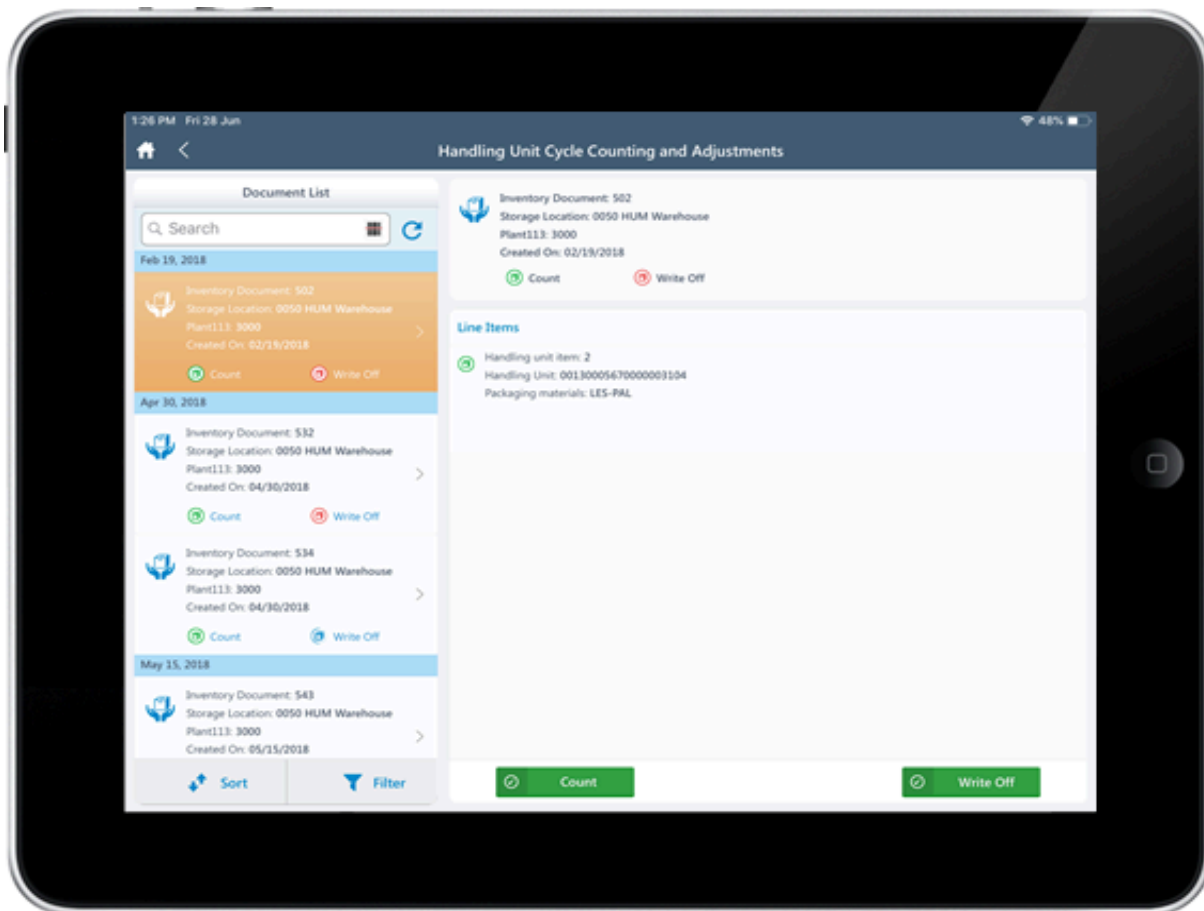 1:26 PM Fri 28 Jun
48%
Handling Unit Cycle Counting and Adjustments
Document List
Search
Feb 19, 2018
Inventory Document: 502
Storage Location: 0050 HUM Warehouse
Plant113: 3000
Created On: 02/19/2018
Count Write Off
Apr 30, 2018
Inventory Document: 532
Storage Location: 0050 HUM Warehouse
Plant113: 3000
Created On: 04/30/2018
Count Write Off
Inventory Document: 534
Storage Location: 0050 HUM Warehouse
Plant113: 3000
Created On: 04/30/2018
Count Write Off
May 15, 2018
Inventory Document: 543
Storage Location: 0050 HUM Warehouse
Plant113: 3000
Created On: 05/15/2018
Sort Filter
Inventory Document: 502
Storage Location: 0050 HUM Warehouse
Plant113: 3000
Created On: 02/19/2018
Count Write Off
Line Items
Handling unit item: 2
Handling Unit: 00130005670000003104
Packaging materials: LES-PAL
Count Write Off